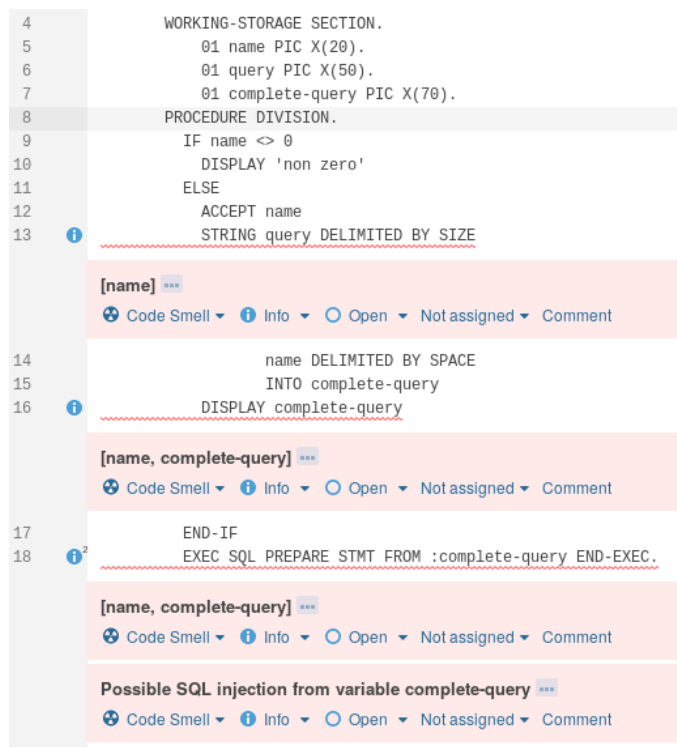 4 WORKING-STORAGE SECTION.
5 01 name PIC X(20).
6 01 query PIC X(50).
7 01 complete-query PIC X(70).
8 PROCEDURE DIVISION.
9 IF name <> 0
10 DISPLAY 'non zero'
11 ELSE
12 ACCEPT name
13 STRING query DELIMITED BY SIZE
[name]
Code Smell Info Open Not assigned Comment
14 name DELIMITED BY SPACE
15 INTO complete-query
16 DISPLAY complete-query
[name, complete-query]
Code Smell Info Open Not assigned Comment
17 END-IF
18 2 EXEC SQL PREPARE STMT FROM :complete-query END-EXEC.
[name, complete-query]
Code Smell Info Open Not assigned Comment
Possible SQL injection from variable complete-query
Code Smell Info Open Not assigned Comment